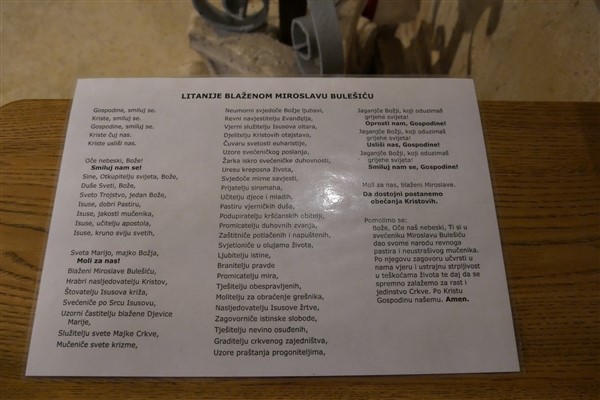 LITANIJE BLAŽENOM MIROSLAVU BULEŠIĆU
Gospodine, smiluj se.
Kriste, smiluj se.
Gospodine, smiluj se.
Kriste čuj nas.
Kriste usliši nas.
Oče nebeski, Bože!
Smiluj nam se!
Sine, Otkupitelju svijeta, Bože,
Duše Sveti, Bože,
Sveto Trojstvo, jedan Bože,
Isuse, dobri Pastiru,
Isuse, jakosti mučenika,
Isuse, učitelju apostola,
Isuse, kruno sviju svetih,
Sveta Marijo, majko Božja,
Moli za nas!
Blaženi Miroslave Bulešiću,
Hrabri nasljedovatelju Kristov,
Štovatelju Isusova križa,
Svećeniče po Srcu Isusovu,
Uzorni častitelju blažene Djevice
Marije,
Služitelju svete Majke Crkve,
Mučeniče svete krizme,
Neumorni svjedoče Božje ljubavi,
Revni navjestitelju Evanđelja,
Vjerni služitelju Isusova oltara,
Djelitelju Kristovih otajstava,
Čuvaru svetosti euharistije,
Uzore svećeničkog poslanja,
Žarka iskro svećeničke duhovnosti,
Uresu kreposna života,
Svjedoče mirne savjesti,
Prijatelju siromaha,
Učitelju djece i mladih,
Pastiru vjerničkih duša,
Podupiratelju kršćanskih obitelji,
Promicatelju duhovnih zvanja,
Zaštitniče potlačenih i napuštenih,
Svjetioniče u olujama života,
Ljubitelju istine,
Branitelju pravde
Promicatelju mira,
Tješitelju obespravljenih,
Molitelju za obraćenje grešnika,
Nasljedovatelju Isusove žrtve,
Zagovorniče istinske slobode,
Tješitelju nevino osuđenih,
Graditelju crkvenog zajedništva,
Uzore praštanja progoniteljima,
Jaganjče Božji, koji oduzimaš
grijehe svijeta!
Oprosti nam, Gospodine!
Jaganjče Božji, koji oduzimaš
grijehe svijeta!
Usliši nas, Gospodine!
Jaganjče Božji, koji oduzimaš
grijehe svijeta!
Smiluj nam se, Gospodine!
Moli za nas, blaženi Miroslave.
Da dostojni postanemo
obećanja Kristovih.
Pomolimo se:
Bože, Oče naš nebeski, Ti si u
svećeniku Miroslavu Bulešiću
dao svome narodu revnoga
pastira i neustrašivog mučenika.
Po njegovu zagovoru učvrsti u
nama vjeru i ustrajnu strpljivost
u teškoćama života te daj da se
spremno zalažemo za rast i
jedinstvo Crkve. Po Kristu
Gospodinu našemu. Amen.